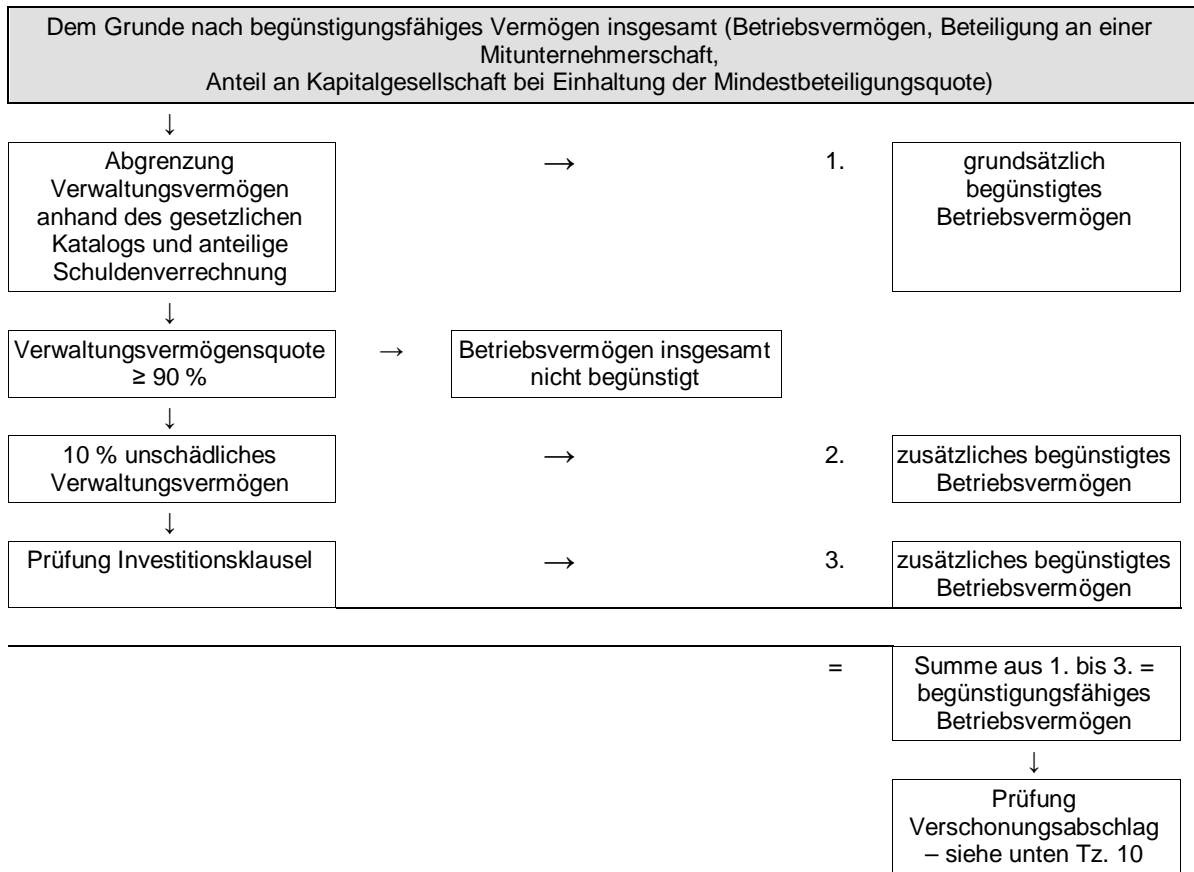 Dem Grunde nach begünstigungsfähiges Vermögen insgesamt (Betriebsvermögen, Beteiligung an einer
Mitunternehmerschaft,
Anteil an Kapitalgesellschaft bei Einhaltung der Mindestbeteiligungsquote)
↓
Abgrenzung
Verwaltungsvermögen
anhand des gesetzlichen
Katalogs und anteilige
Schuldenverrechnung
→
1.
grundsätzlich
begünstigtes
Betriebsvermögen
↓
Verwaltungsvermögensquote
≥ 90 %
→
Betriebsvermögen insgesamt
nicht begünstigt
↓
10 % unschädliches
Verwaltungsvermögen
→
2.
zusätzliches begünstigtes
Betriebsvermögen
↓
Prüfung Investitionsklausel
→
3.
zusätzliches begünstigtes
Betriebsvermögen
=
Summe aus 1. bis 3. =
begünstigungsfähiges
Betriebsvermögen
↓
Prüfung
Verschonungsabschlag
– siehe unten Tz. 10